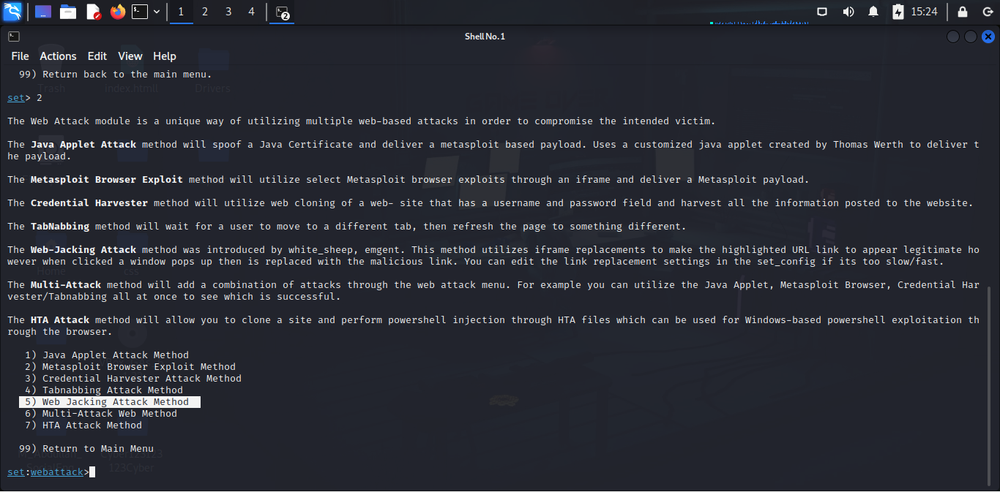 1 2 3 4 2 15:24
Shell No.1
File Actions Edit View Help
99) Return back to the main menu.
Trash index.htmll Drivers
set> 2
The Web Attack module is a unique way of utilizing multiple web-based attacks in order to compromise the intended victim.
The Java Applet Attack method will spoof a Java Certificate and deliver a metasploit based payload. Uses a customized java applet created by Thomas Werth to deliver t
he payload.
The Metasploit Browser Exploit method will utilize select Metasploit browser exploits through an iframe and deliver a Metasploit payload.
The Credential Harvester method will utilize web cloning of a web- site that has a username and password field and harvest all the information posted to the website.
The TabNabbing method will wait for a user to move to a different tab, then refresh the page to something different.
The Web-Jacking Attack method was introduced by white_sheep, emgent. This method utilizes iframe replacements to make the highlighted URL link to appear legitimate ho
wever when clicked a window pops up then is replaced with the malicious link. You can edit the link replacement settings in the set_config if its too slow/fast.
Home css
The Multi-Attack method will add a combination of attacks through the web attack menu. For example you can utilize the Java Applet, Metasploit Browser, Credential Har
vester/Tabnabbing all at once to see which is successful.
The HTA Attack method will allow you to clone a site and perform powershell injection through HTA files which can be used for Windows-based powershell exploitation th
rough the browser.
1) Java Applet Attack Method
2) Metasploit Browser Exploit Method
3) Credential Harvester Attack Method
4) Tabnabbing Attack Method
5) Web Jacking Attack Method
6) Multi-Attack Web Method
7) HTA Attack Method
99) Return to Main Menu
123Cyber
set:webattack>